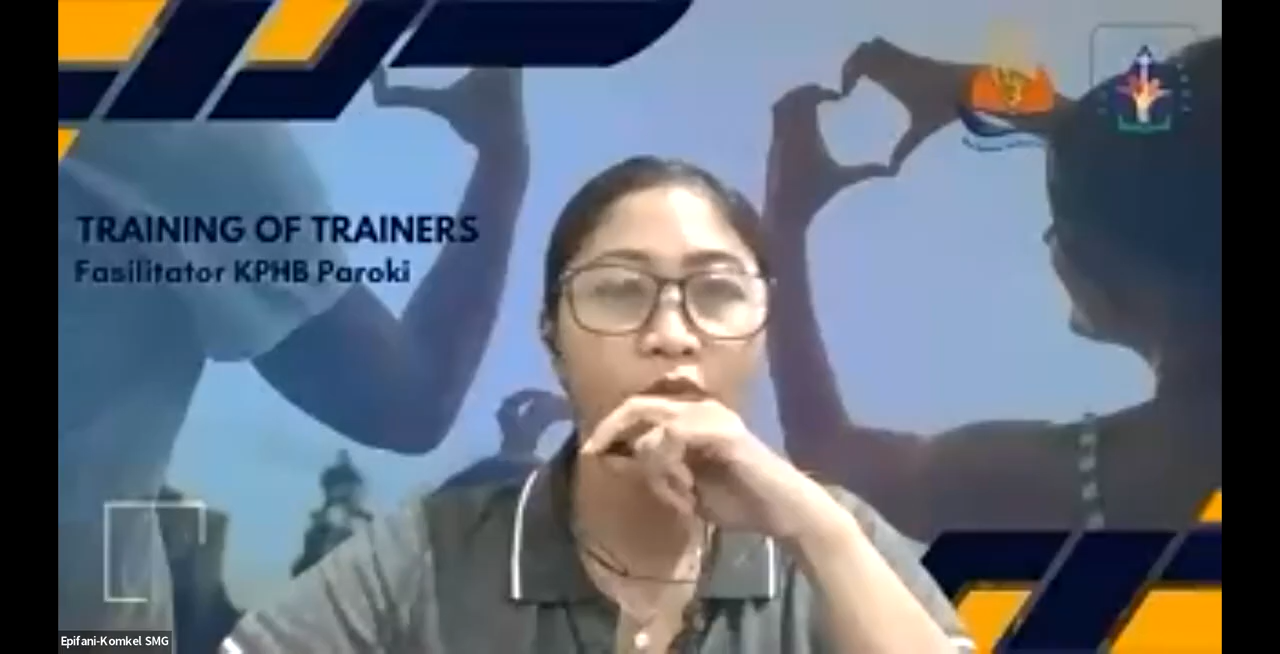 TRAINING OF TRAINERS
Fasilitator KPHB Paroki
Epifani-Komkel SMG